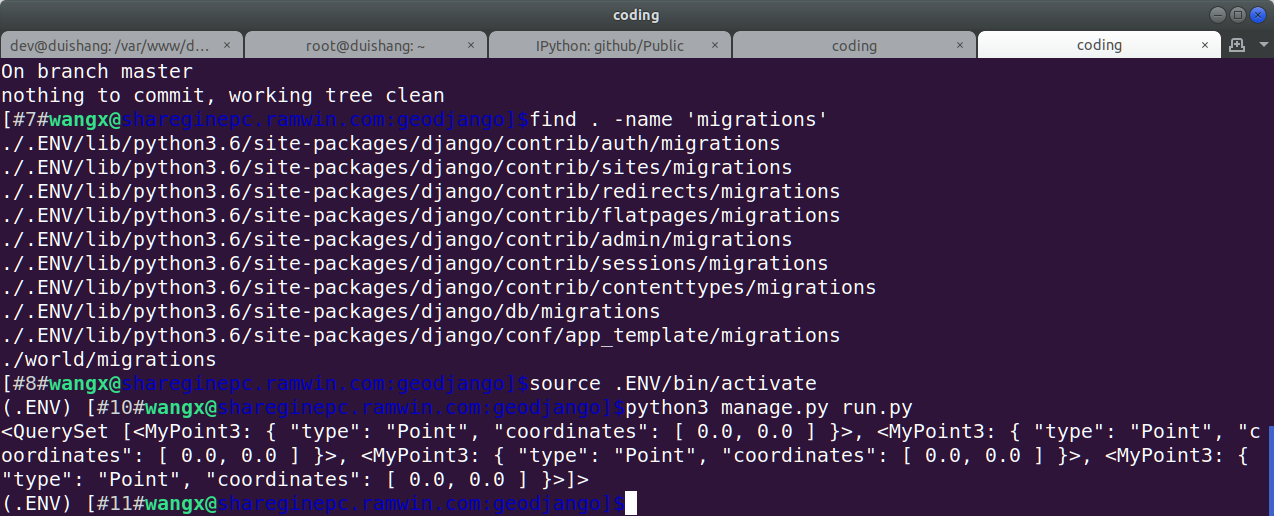 coding
dev@duishang: /var/www/d... × root@duishang: ~ × IPython: github/Public × coding × coding ×
On branch master
nothing to commit, working tree clean
[#7#wangx@shareginepc.ramwin.com:geodjango]$find . -name 'migrations'
./.ENV/lib/python3.6/site-packages/django/contrib/auth/migrations
./.ENV/lib/python3.6/site-packages/django/contrib/sites/migrations
./.ENV/lib/python3.6/site-packages/django/contrib/redirects/migrations
./.ENV/lib/python3.6/site-packages/django/contrib/flatpages/migrations
./.ENV/lib/python3.6/site-packages/django/contrib/admin/migrations
./.ENV/lib/python3.6/site-packages/django/contrib/sessions/migrations
./.ENV/lib/python3.6/site-packages/django/contrib/contenttypes/migrations
./.ENV/lib/python3.6/site-packages/django/db/migrations
./.ENV/lib/python3.6/site-packages/django/conf/app_template/migrations
./world/migrations
[#8#wangx@shareginepc.ramwin.com:geodjango]$source .ENV/bin/activate
(.ENV) [#10#wangx@shareginepc.ramwin.com:geodjango]$python3 manage.py run.py
<QuerySet [<MyPoint3: { "type": "Point", "coordinates": [ 0.0, 0.0 ] }>, <MyPoint3: { "type": "Point", "c
oordinates": [ 0.0, 0.0 ] }>, <MyPoint3: { "type": "Point", "coordinates": [ 0.0, 0.0 ] }>, <MyPoint3: {
"type": "Point", "coordinates": [ 0.0, 0.0 ] }>]>
(.ENV) [#11#wangx@shareginepc.ramwin.com:geodjango]$